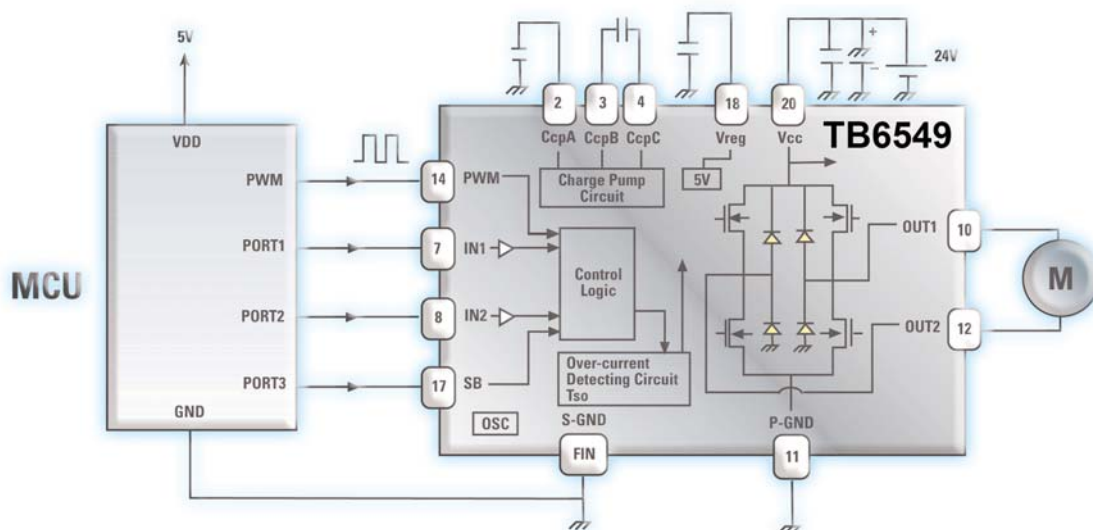 5V
VDD
PWM
PORT1
PORT2
PORT3
GND
MCU
2
3
4
18
20
+
−
24V
CcpA
CcpB
CcpC
Vreg
Vcc
TB6549
Charge Pump
Circuit
5V
14
PWM
7
IN1
8
IN2
17
SB
Control
Logic
Over-current
Detecting Circuit
Tso
OSC
S-GND
FIN
P-GND
11
OUT1
10
OUT2
12
M